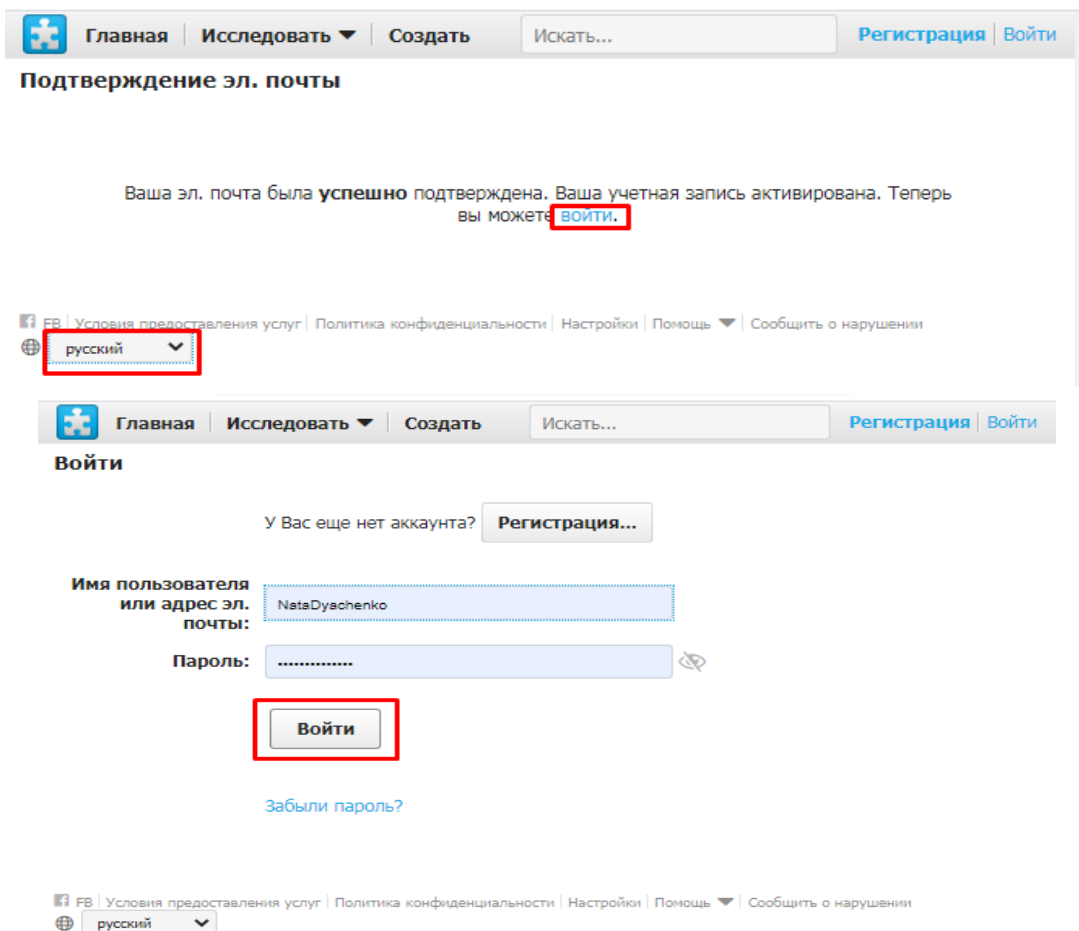 Главная Исследовать Создать Искать... Регистрация Войти
Подтверждение эл. почты
Ваша эл. почта была успешно подтверждена. Ваша учетная запись активирована. Теперь
вы можете войти.
FB Условия предоставления услуг Политика конфиденциальности Настройки Помощь Сообщить о нарушении
русский
Главная Исследовать Создать Искать... Регистрация Войти
Войти
У Вас еще нет аккаунта? Регистрация...
Имя пользователя
или адрес эл.
почты:
NataDyachenko
Пароль: ••••••••••••••
Войти
Забыли пароль?
FB Условия предоставления услуг Политика конфиденциальности Настройки Помощь Сообщить о нарушении
русский